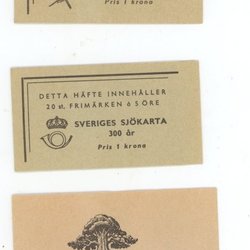 Pris 1 krona
DETTA HÄFTE INNEHÅLLER
20 st. FRIMÄRKEN à 5 ÖRE
SVERIGES SJÖKARTA
300 år
Pris 1 krona